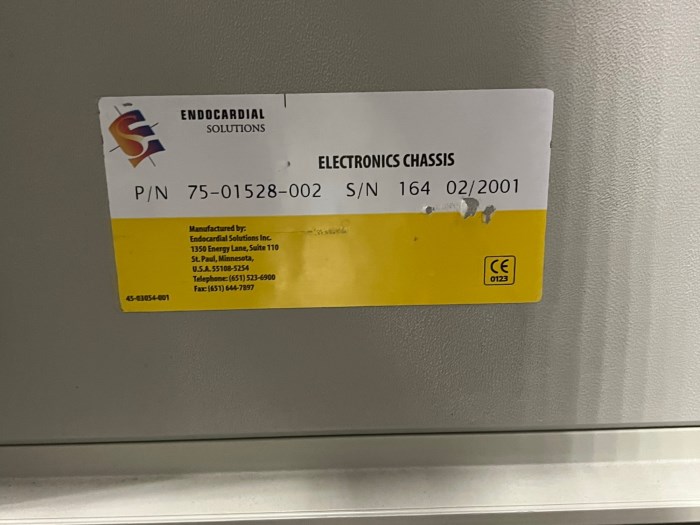 ENDOCARDIAL
SOLUTIONS
ELECTRONICS CHASSIS
P/N 75-01528-002 S/N 164 02/2001
Manufactured by:
Endocardial Solutions Inc.
1350 Energy Lane, Suite 110
St. Paul, Minnesota,
U.S.A. 55108-5254
Telephone: (651) 523-6900
Fax: (651) 644-7897
CE
0123
45-03054-001